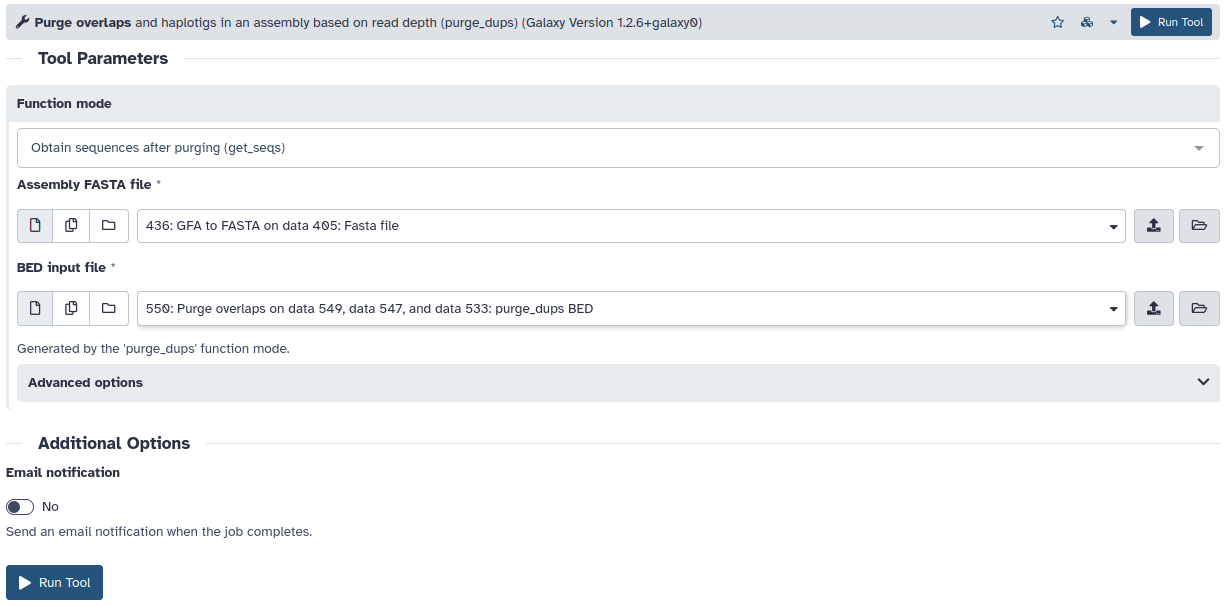 Purge overlaps and haplotigs in an assembly based on read depth (purge_dups) (Galaxy Version 1.2.6+galaxy0)
Run Tool
Tool Parameters
Function mode
Obtain sequences after purging (get_seqs)
Assembly FASTA file *
436: GFA to FASTA on data 405: Fasta file
BED input file *
550: Purge overlaps on data 549, data 547, and data 533: purge_dups BED
Generated by the 'purge_dups' function mode.
Advanced options
Additional Options
Email notification
No
Send an email notification when the job completes.
Run Tool